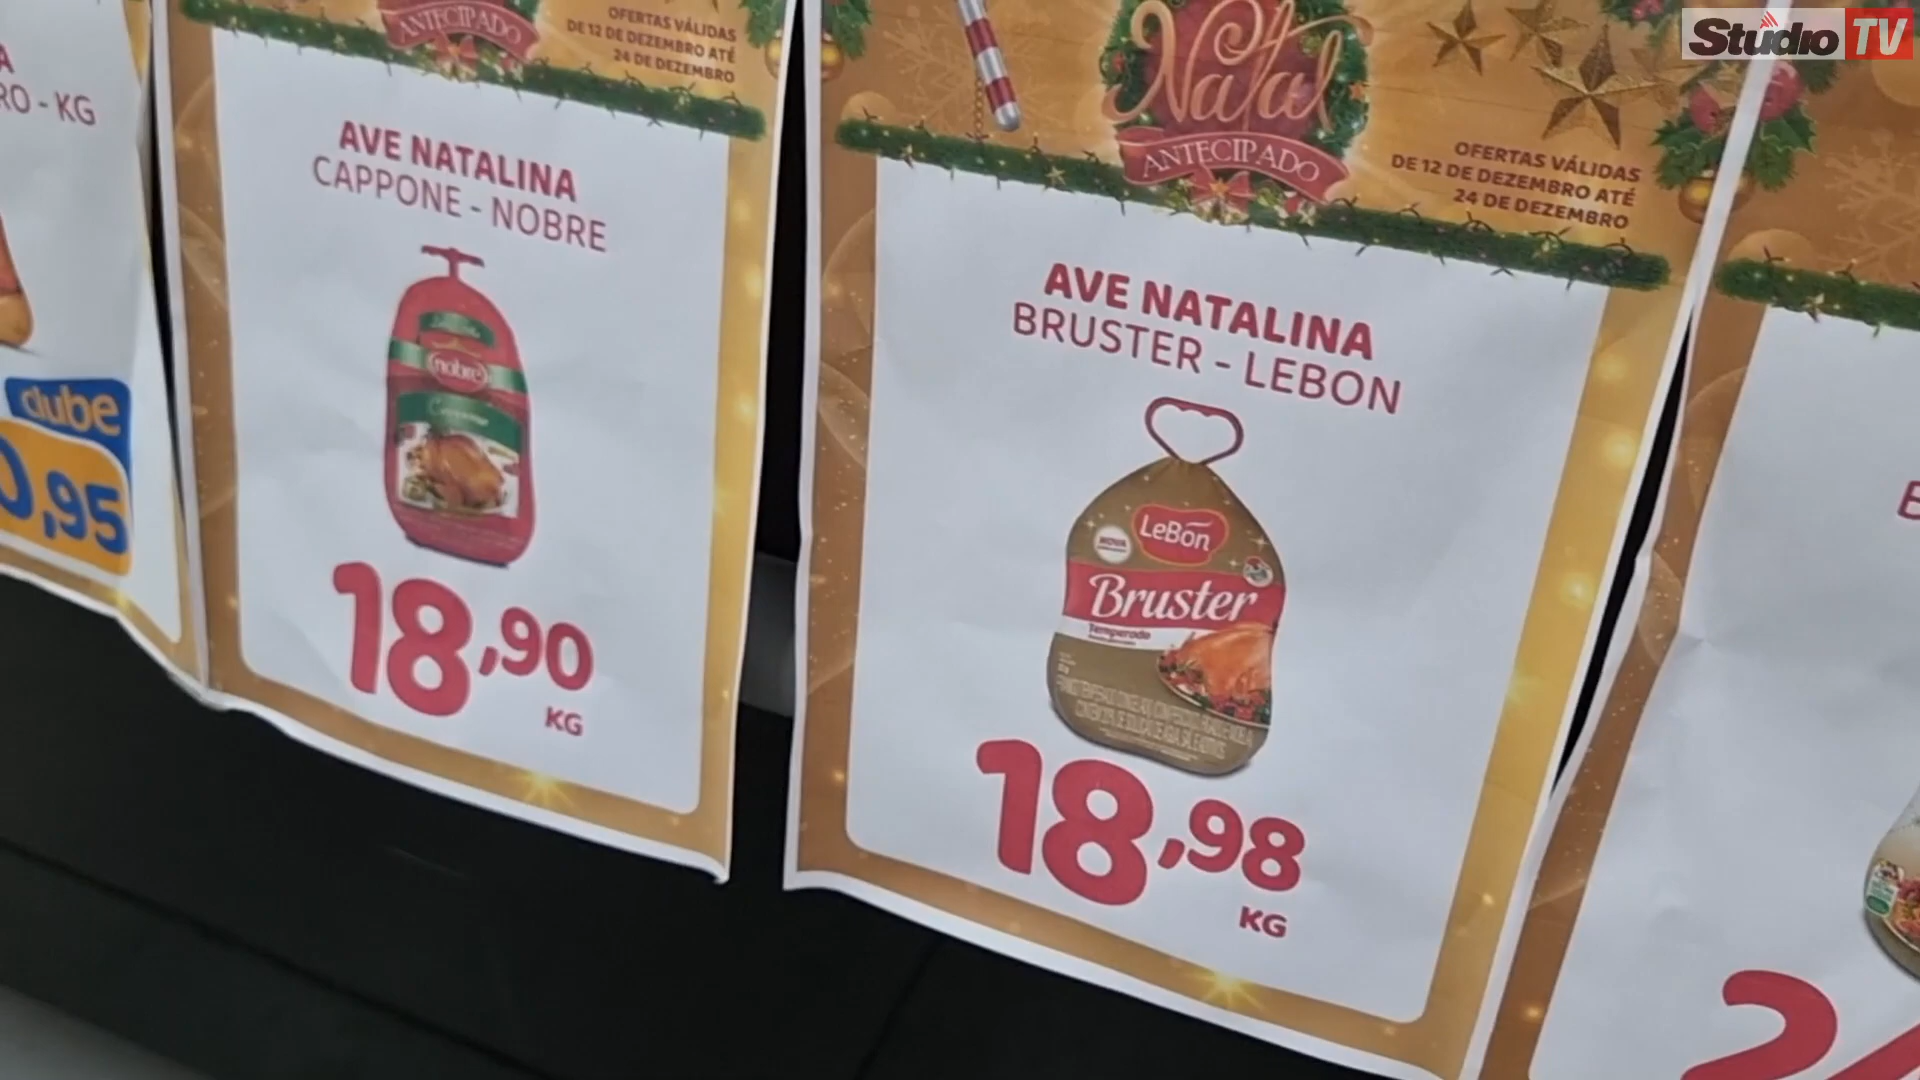 Studio TV
RO - KG
clube
0,95
ANTECIPADO
OFERTAS VÁLIDAS
DE 12 DE DEZEMBRO ATÉ
24 DE DEZEMBRO
AVE NATALINA
CAPPONE - NOBRE
nobre
18,90
KG
Natal
ANTECIPADO
OFERTAS VÁLIDAS
DE 12 DE DEZEMBRO ATÉ
24 DE DEZEMBRO
AVE NATALINA
BRUSTER - LEBON
LeBon
NOVA
Bruster
Temperado
18,98
KG